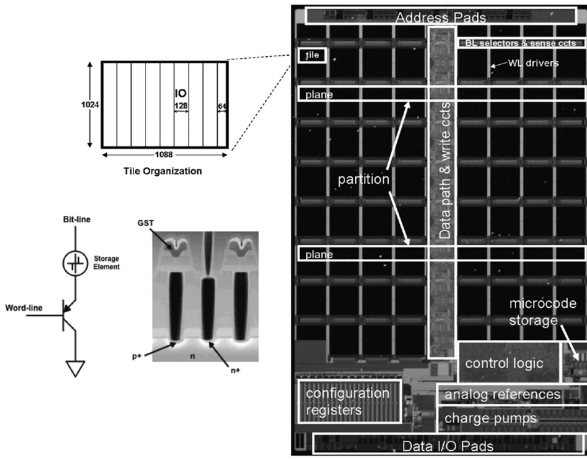 Address Pads
BL selectors & sense ccts
tile
WL drivers
plane
Data path & write ccts
partition
plane
microcode
storage
control logic
configuration
registers
analog references
charge pumps
Data I/O Pads
1024
IO
128
64
1088
Tile Organization
Bit-line
Storage
Element
Word-line
GST
p+
n
n+